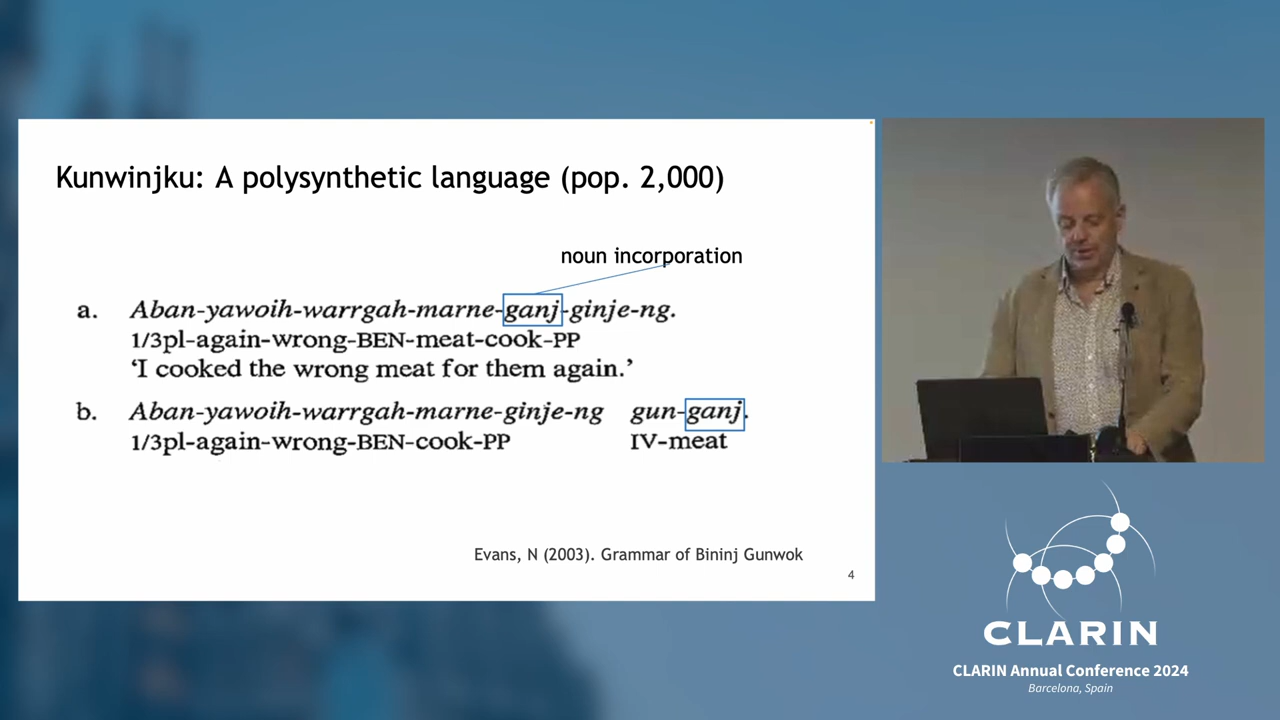 Kunwinjku: A polysynthetic language (pop. 2,000)
noun incorporation
a. Aban-yawoih-warrgah-marne-ganj-ginje-ng.
1/3pl-again-wrong-BEN-meat-cook-PP
‘I cooked the wrong meat for them again.’
b. Aban-yawoih-warrgah-marne-ginje-ng gun-ganj.
1/3pl-again-wrong-BEN-cook-PP IV-meat
Evans, N (2003). Grammar of Bininj Gunwok
4
CLARIN
CLARIN Annual Conference 2024
Barcelona, Spain